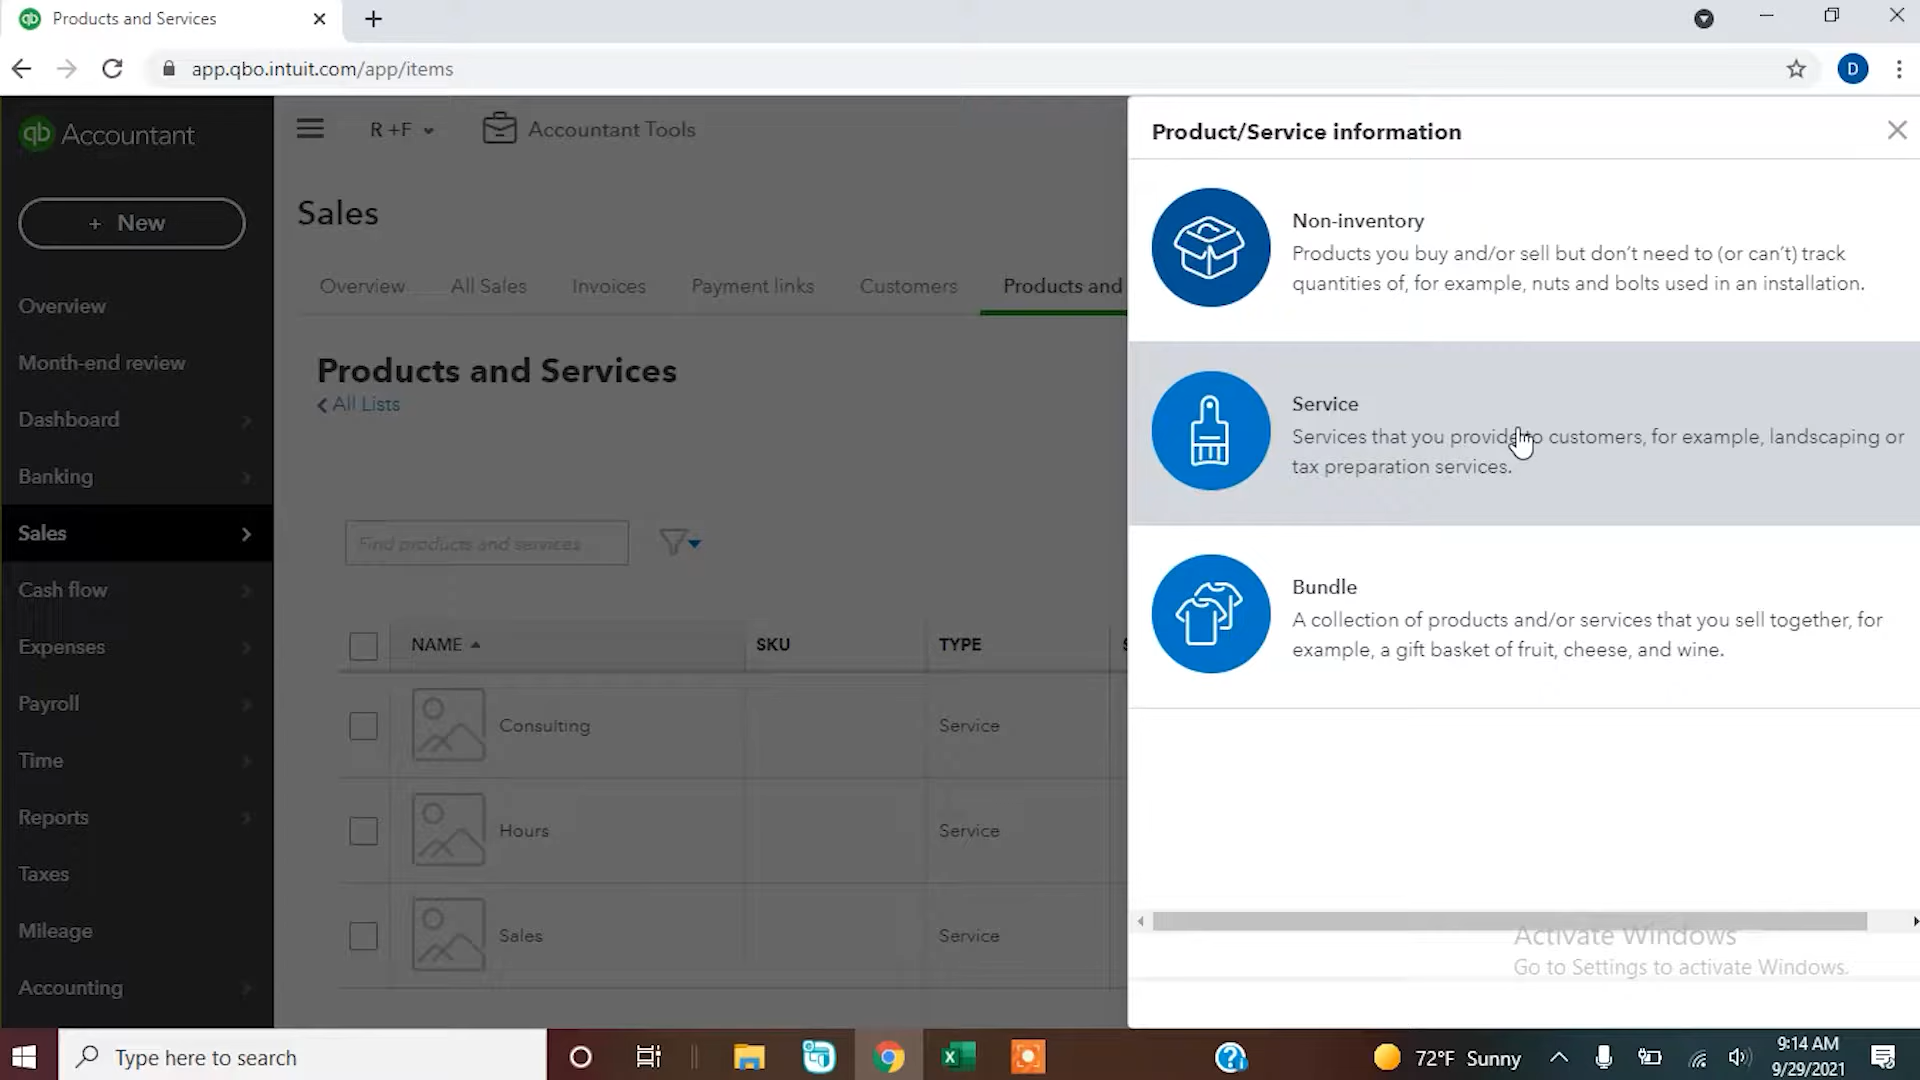 Products and Services
app.qbo.intuit.com/app/items
D
qb Accountant
R +F
Accountant Tools
+ New
Overview
Month-end review
Dashboard
Banking
Sales
Cash flow
Expenses
Payroll
Time
Reports
Taxes
Mileage
Accounting
Sales
Overview
All Sales
Invoices
Payment links
Customers
Products and
Products and Services
All Lists
Find products and services
NAME
SKU
TYPE
Consulting
Service
Hours
Service
Sales
Service
Product/Service information
Non-inventory
Products you buy and/or sell but don't need to (or can't) track
quantities of, for example, nuts and bolts used in an installation.
Service
Services that you provide to customers, for example, landscaping or
tax preparation services.
Bundle
A collection of products and/or services that you sell together, for
example, a gift basket of fruit, cheese, and wine.
Activate Windows
Go to Settings to activate Windows.
Type here to search
72°F Sunny
9:14 AM
9/29/2021